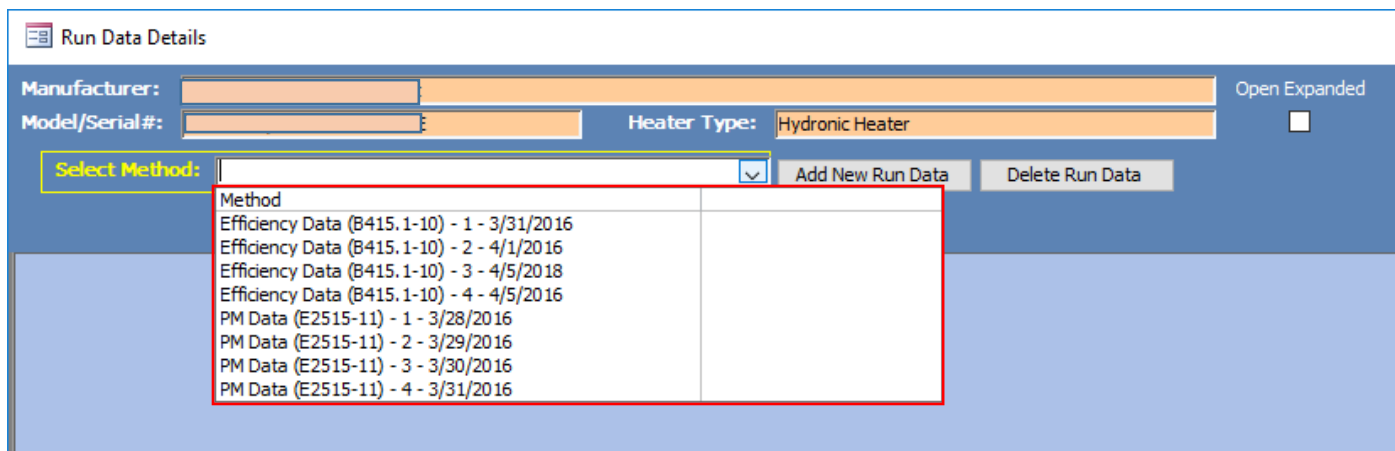 Run Data Details
Manufacturer:
Open Expanded
Model/Serial#: Heater Type: Hydronic Heater
Select Method: Add New Run Data Delete Run Data
Method
Efficiency Data (B415.1-10) - 1 - 3/31/2016
Efficiency Data (B415.1-10) - 2 - 4/1/2016
Efficiency Data (B415.1-10) - 3 - 4/5/2018
Efficiency Data (B415.1-10) - 4 - 4/5/2016
PM Data (E2515-11) - 1 - 3/28/2016
PM Data (E2515-11) - 2 - 3/29/2016
PM Data (E2515-11) - 3 - 3/30/2016
PM Data (E2515-11) - 4 - 3/31/2016